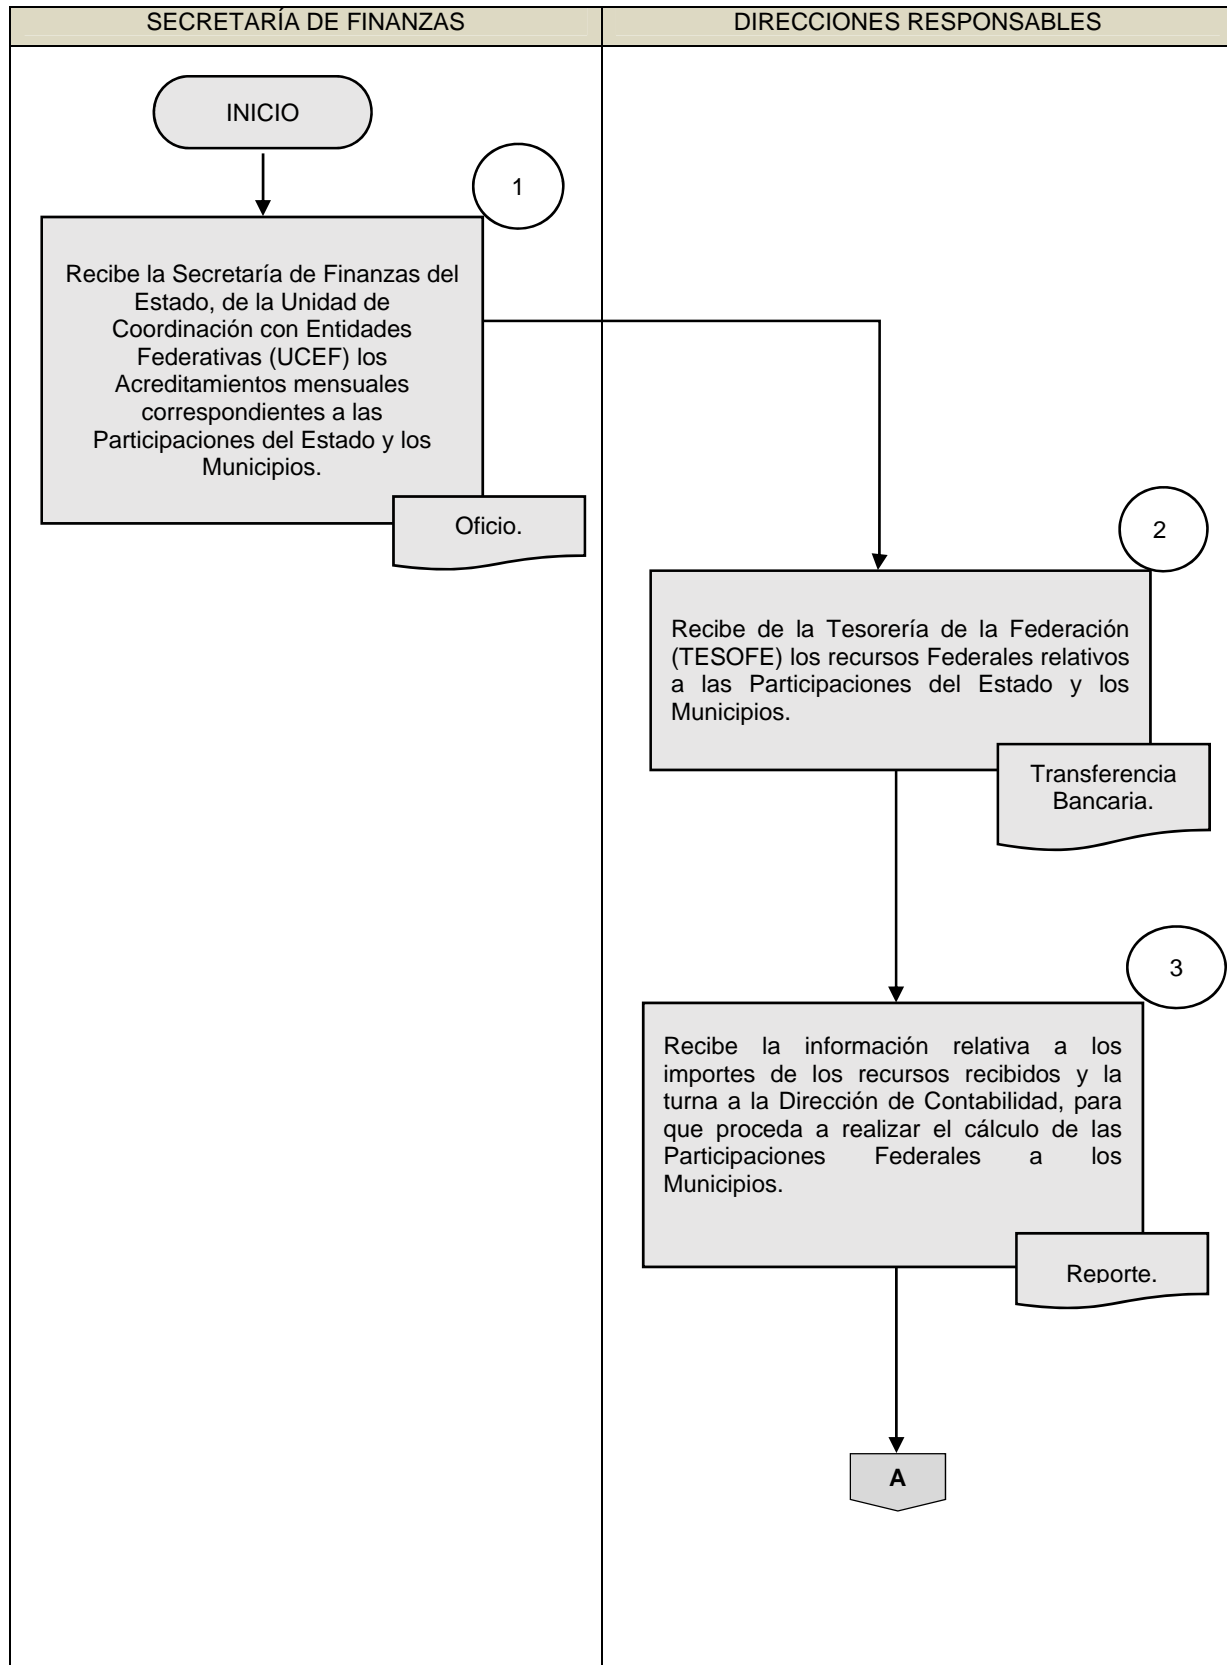 SECRETARÍA DE FINANZAS
DIRECCIONES RESPONSABLES
INICIO
1
Recibe la Secretaría de Finanzas del
Estado, de la Unidad de
Coordinación con Entidades
Federativas (UCEF) los
Acreditamientos mensuales
correspondientes a las
Participaciones del Estado y los
Municipios.
Oficio.
2
Recibe de la Tesorería de la Federación
(TESOFE) los recursos Federales relativos
a las Participaciones del Estado y los
Municipios.
Transferencia
Bancaria.
3
Recibe la información relativa a los
importes de los recursos recibidos y la
turna a la Dirección de Contabilidad, para
que proceda a realizar el cálculo de las
Participaciones Federales a los
Municipios.
Reporte.
A